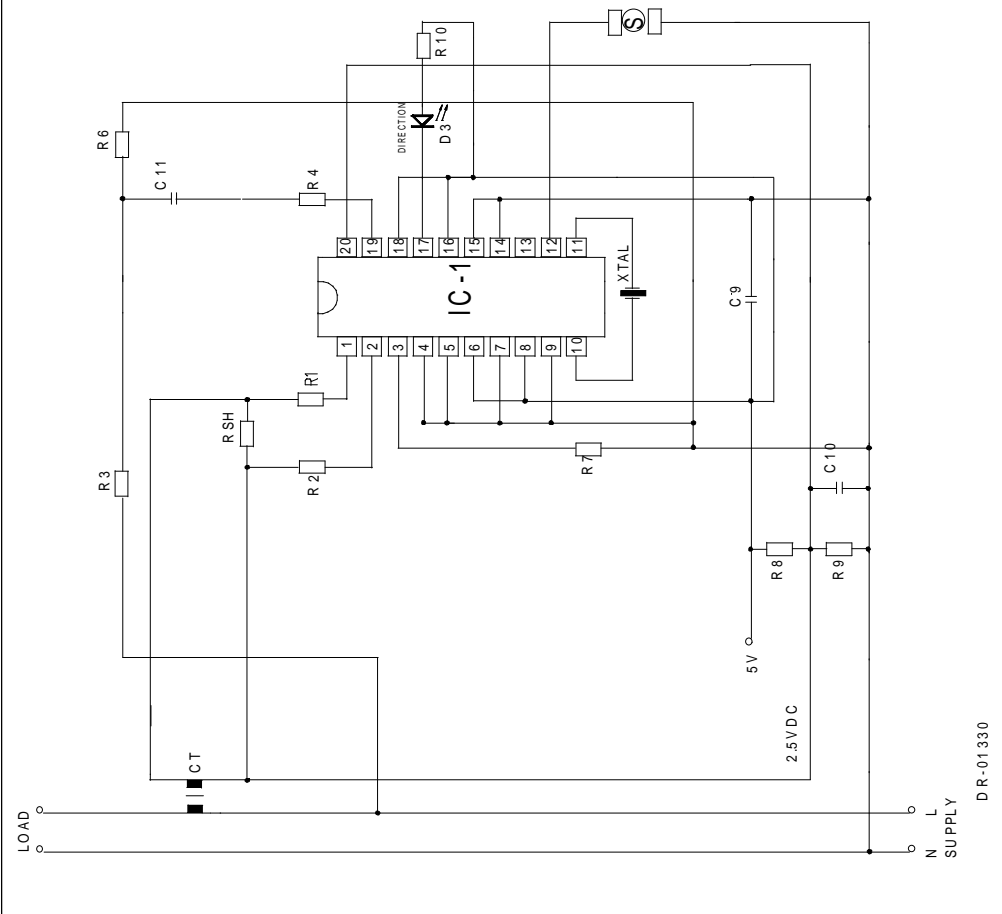 R10
S
DIRECTION
D3
R6
C11
R4
20
19
18
17
16
15
14
13
12
11
IC-1
XTAL
C9
1
2
3
4
5
6
7
8
9
10
R1
RSH
R2
R3
R7
C10
R8
R9
5V
2.5VDC
CT
LOAD
L
N
SUPPLY
DR-01330